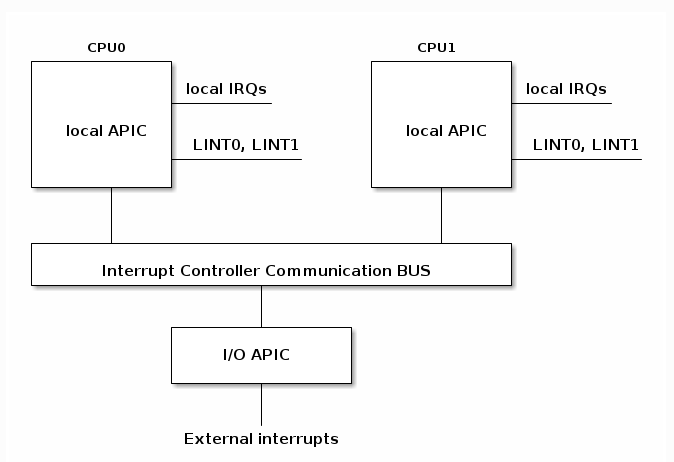 CPU0
CPU1
local IRQs
local IRQs
local APIC
local APIC
LINT0, LINT1
LINT0, LINT1
Interrupt Controller Communication BUS
I/O APIC
External interrupts